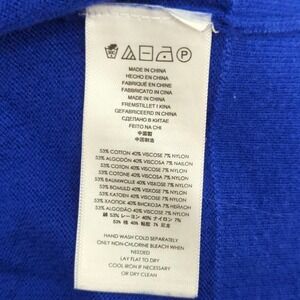 MADE IN CHINA
HECHO EN CHINA
FABRIQUÉ EN CHINE
FABBRICATO IN CINA
MADE IN CHINA
FREMSTILLET I KINA
GEFABRICEERD IN CHINA
СДЕЛАНО В КИТАЕ
FEITO NA CHI
中国製
中国制造
53% COTTON 40% VISCOSE 7% NYLON
53% ALGODÓN 40% VISCOSA 7% NAILON
53% COTON 40% VISCOSE 7% NYLON
53% COTONE 40% VISCOSA 7% NYLON
53% BAUMWOLLE 40% VISKOSE 7% NYLON
53% BOMULD 40% VISKOSE 7% NYLON
53% KATOEN 40% VISCOSE 7% NYLON
53% ХЛОПОК 40% ВИСКОЗА 7% НЕЙЛОН
53% ALGODÃO 40% VISCOSE 7% NYLON
綿 53% レーヨン 40% ナイロン 7%
53% 棉 40% 粘胶 7%
HAND WASH COLD SEPARATELY
ONLY NON-CHLORINE BLEACH WHEN
NEEDED
LAY FLAT TO DRY
COOL IRON IF NECESSARY
OR DRY CLEAN